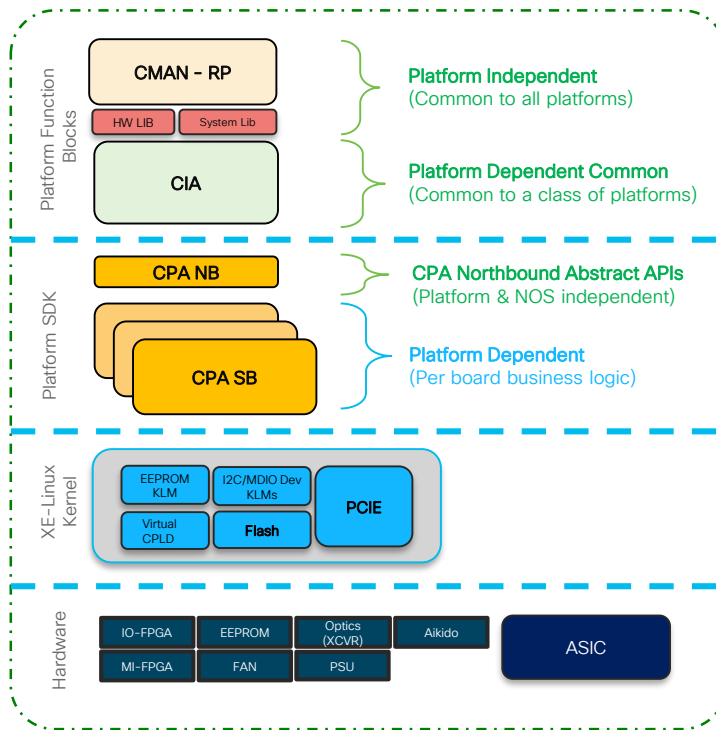 Platform Function
Blocks
CMAN - RP
HW LIB
System Lib
CIA
Platform Independent
(Common to all platforms)
Platform Dependent Common
(Common to a class of platforms)
Platform SDK
CPA NB
CPA SB
CPA Northbound Abstract APIs
(Platform & NOS independent)
Platform Dependent
(Per board business logic)
XE-Linux
Kernel
EEPROM
KLM
I2C/MDIO Dev
KLMs
PCIE
Virtual
CPLD
Flash
Hardware
IO-FPGA
EEPROM
Optics
(XCVR)
Aikido
MI-FPGA
FAN
PSU
ASIC